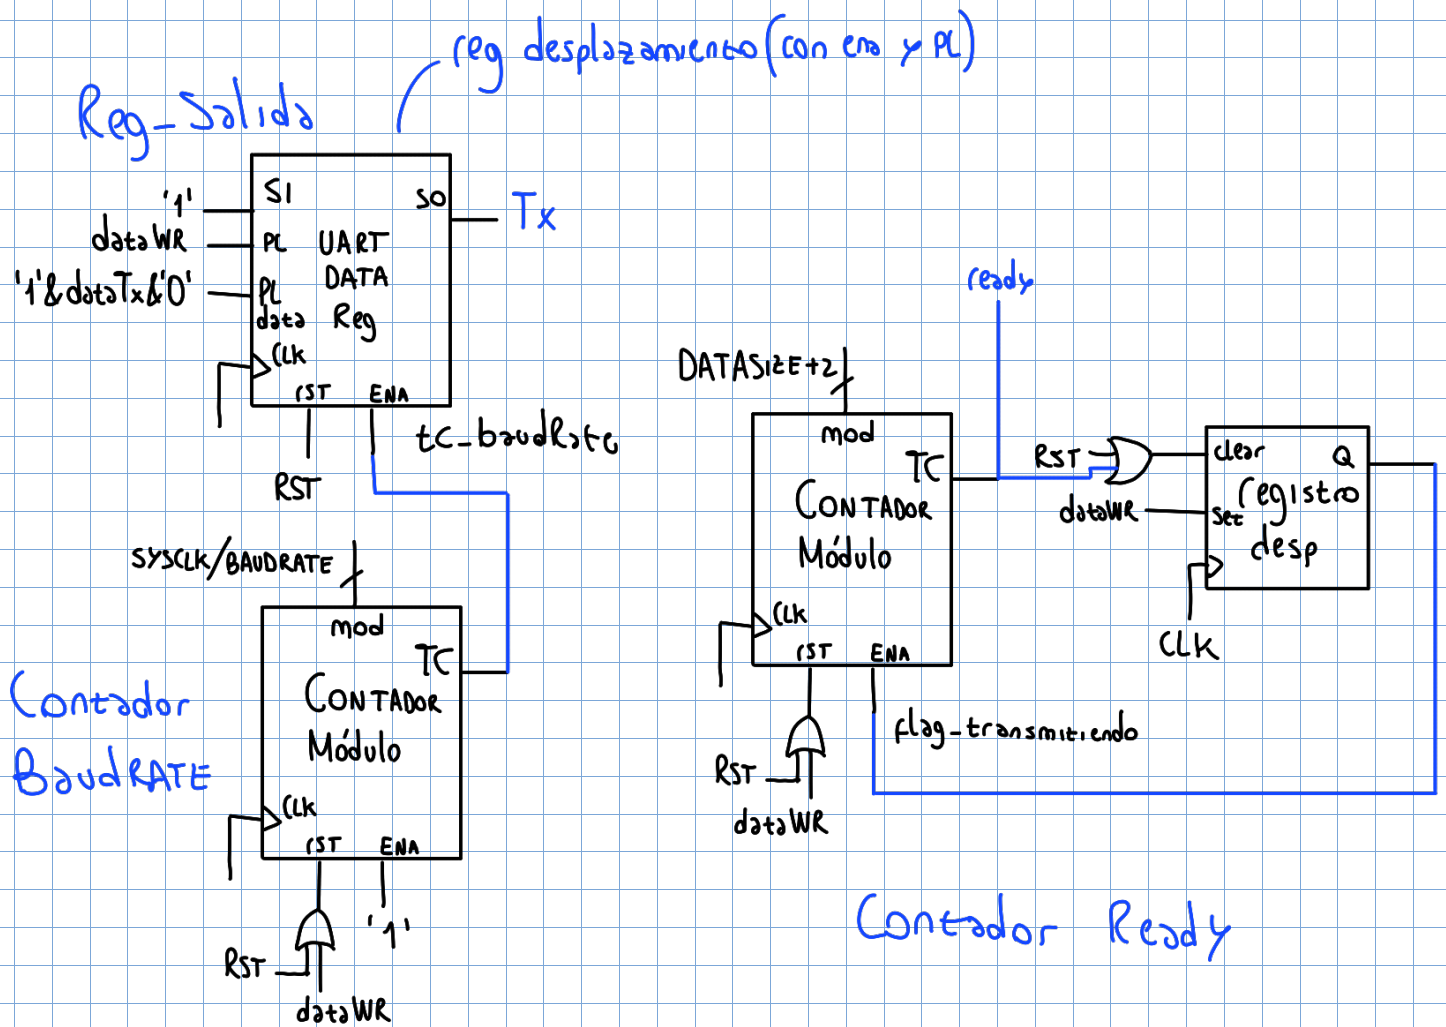 reg desplazamiento (con ena y PL)
Reg_Salida
'1'
SI
SO
Tx
dataWR
PL
UART
'1'&dataTx&'0'
PL
DATA
data
Reg
CLK
rST
ENA
RST
tc_baudRate
SYSCLK/BAUDRATE
mod
TC
CONTADOR
Módulo
CLK
rST
ENA
RST
'1'
dataWR
Contador
BaudRATE
ready
DATASIZE+2
mod
TC
CONTADOR
Módulo
CLK
rST
ENA
RST
dataWR
flag_transmitiendo
RST
dataWR
clear
Q
set
registro
desp
CLK
Contador Ready